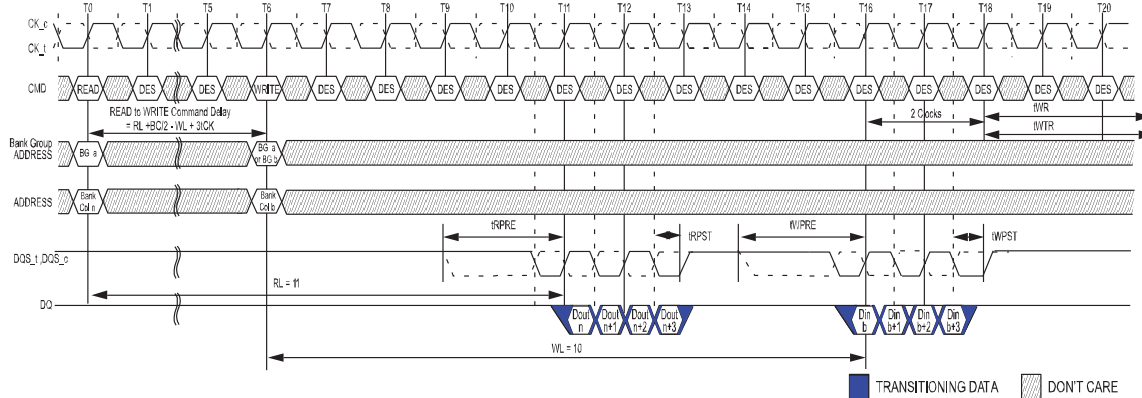 T0 T1 T5 T6 T7 T8 T9 T10 T11 T12 T13 T14 T15 T16 T17 T18 T19 T20
CK_c
CK_t
CMD READ DES DES WRITE DES DES DES DES DES DES DES DES DES DES DES DES DES DES
READ to WRITE Command Delay
= RL +BC/2 - WL + 3tCK
2 Clocks
tWR
tWTR
Bank Group
ADDRESS
BG a
BG a
or BG b
ADDRESS
Bank
Col n
Bank
Col b
tRPRE tRPST tWPRE tWPST
DQS_t,DQS_c
RL = 11
DQ
Dout
n
Dout
n+1
Dout
n+2
Dout
n+3
Din
b
Din
b+1
Din
b+2
Din
b+3
WL = 10
TRANSITIONING DATA DON'T CARE